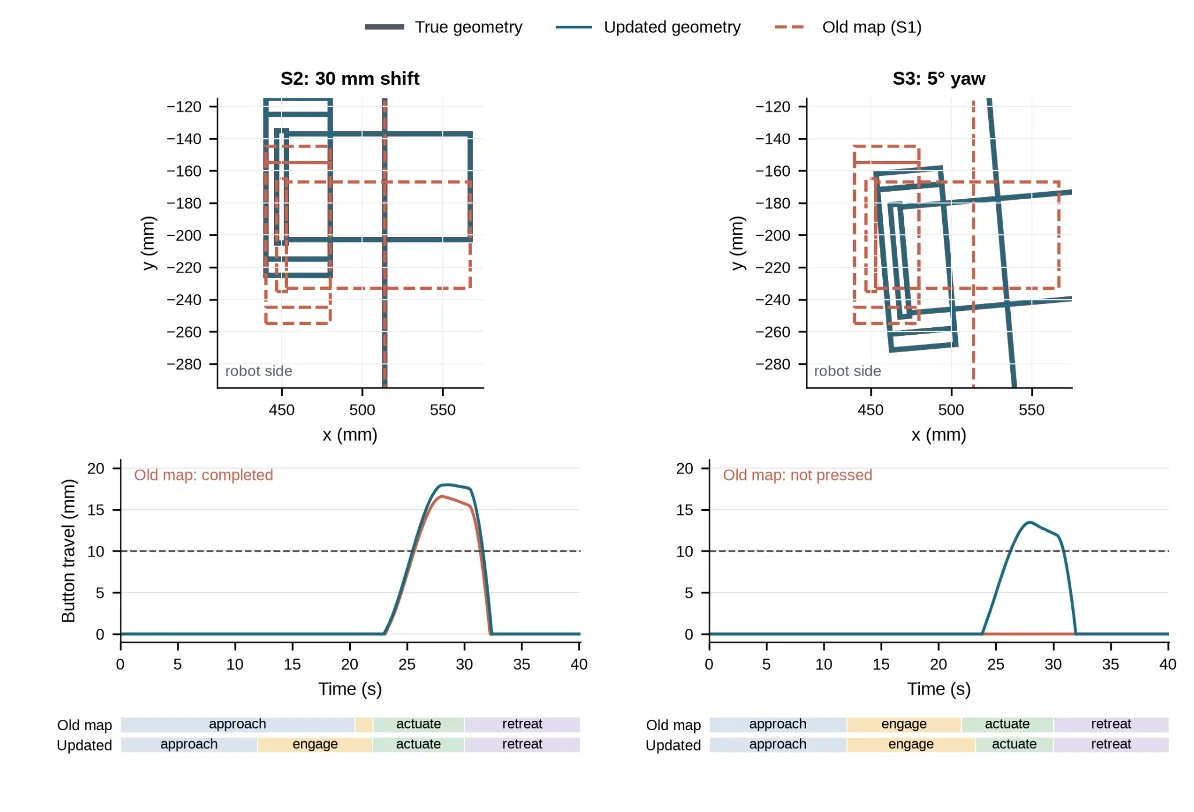 True geometry Updated geometry Old map (S1)
S2: 30 mm shift
−120
−140
−160
−180
−200
−220
−240
−260
−280
y (mm)
robot side
450 500 550
x (mm)
S3: 5° yaw
−120
−140
−160
−180
−200
−220
−240
−260
−280
y (mm)
robot side
450 500 550
x (mm)
20
15
10
5
0
Button travel (mm)
Old map: completed
0 5 10 15 20 25 30 35 40
Time (s)
20
15
10
5
0
Old map: not pressed
0 5 10 15 20 25 30 35 40
Time (s)
Old map approach actuate retreat
Updated approach engage actuate retreat
Old map approach engage actuate retreat
Updated approach engage actuate retreat